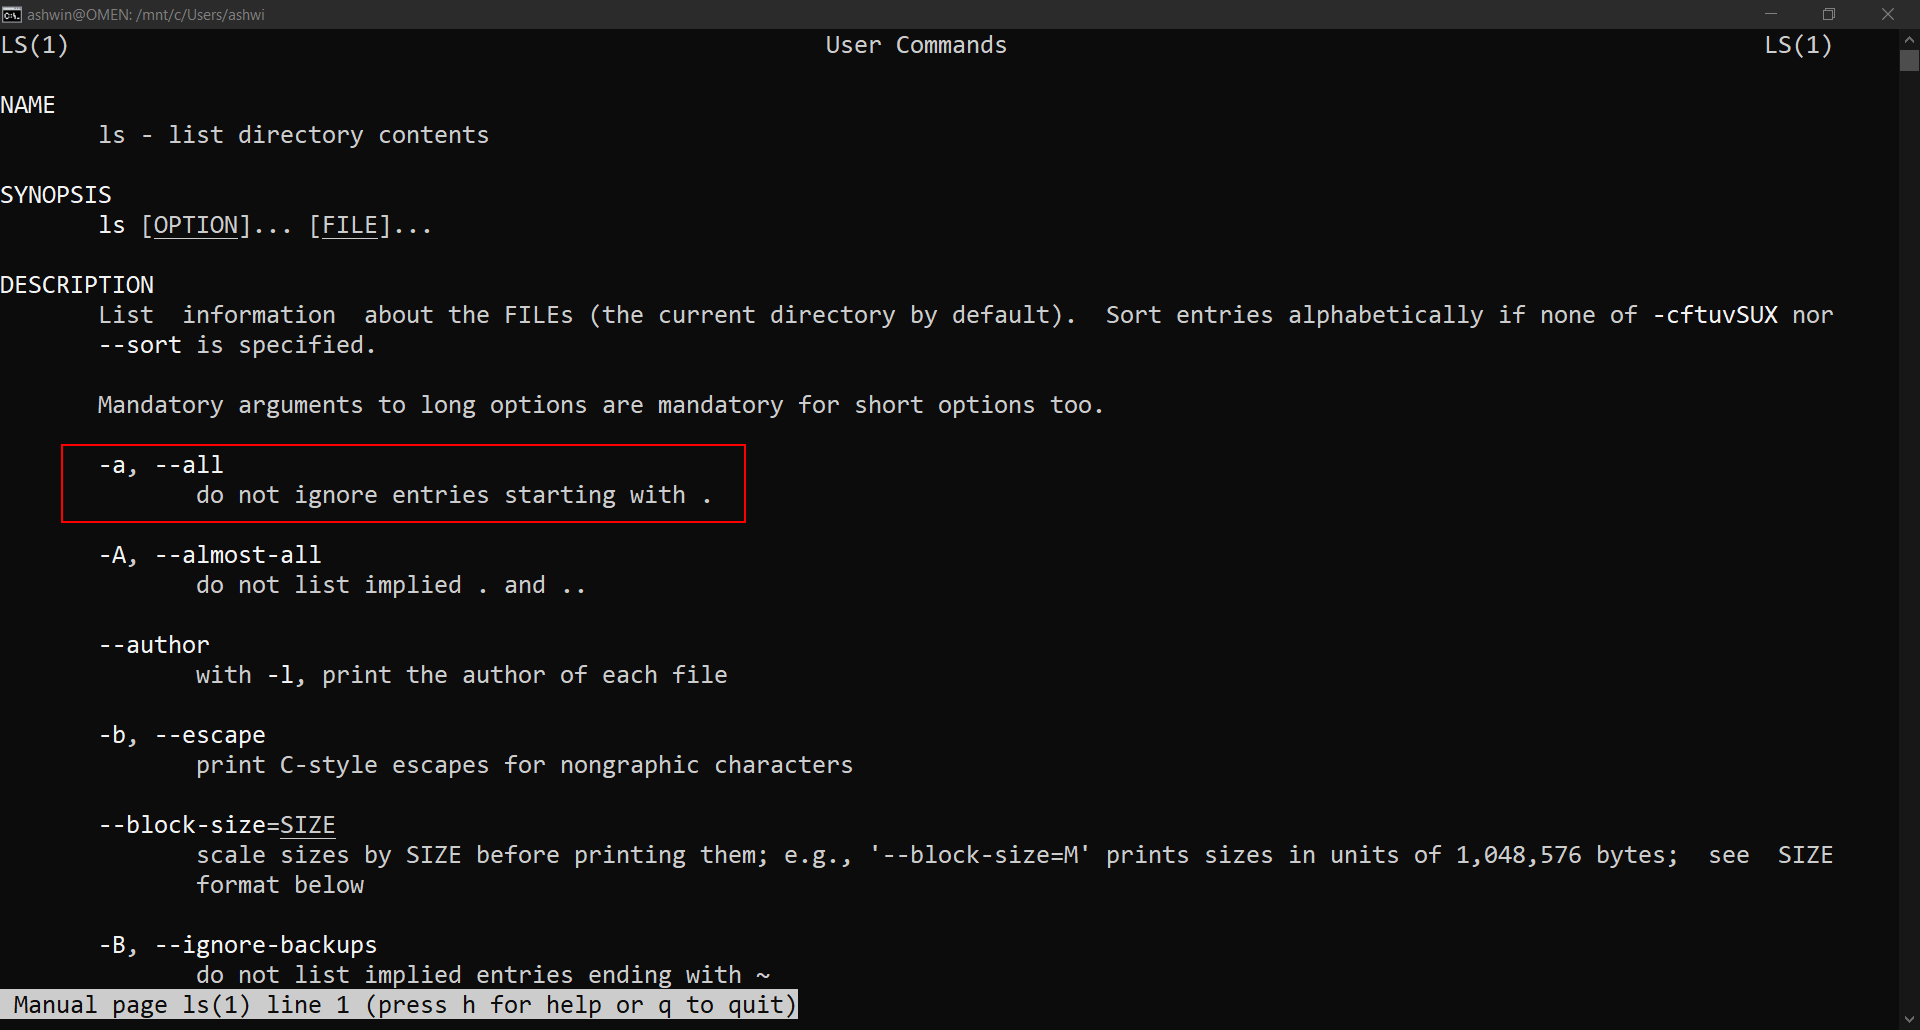 ashwin@OMEN: /mnt/c/Users/ashwi
LS(1) User Commands LS(1)
NAME
ls - list directory contents
SYNOPSIS
ls [OPTION]... [FILE]...
DESCRIPTION
List information about the FILEs (the current directory by default). Sort entries alphabetically if none of -cftuvSUX nor
--sort is specified.
Mandatory arguments to long options are mandatory for short options too.
-a, --all
do not ignore entries starting with .
-A, --almost-all
do not list implied . and ..
--author
with -l, print the author of each file
-b, --escape
print C-style escapes for nongraphic characters
--block-size=SIZE
scale sizes by SIZE before printing them; e.g., '--block-size=M' prints sizes in units of 1,048,576 bytes; see SIZE
format below
-B, --ignore-backups
do not list implied entries ending with ~
Manual page ls(1) line 1 (press h for help or q to quit)